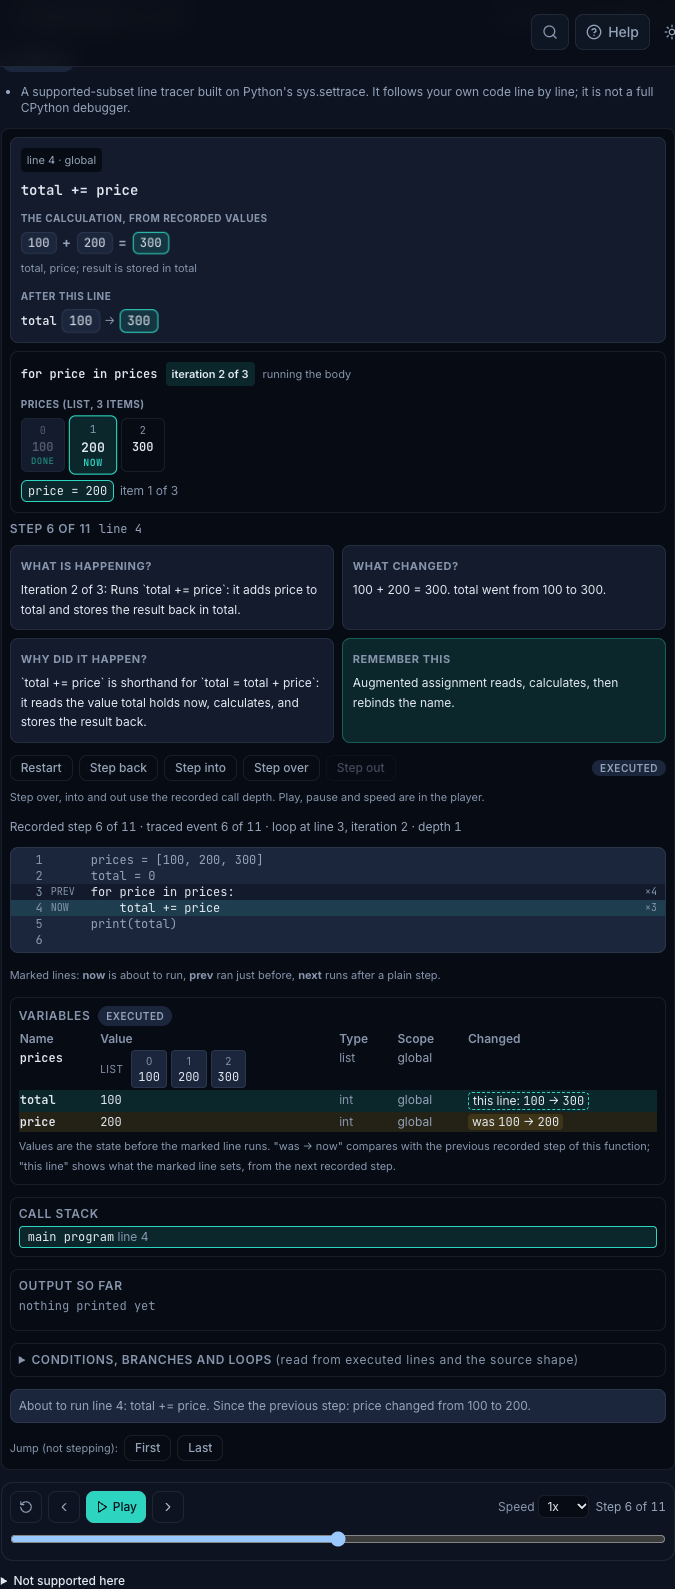 Help
• A supported-subset line tracer built on Python's sys.settrace. It follows your own code line by line; it is not a full
CPython debugger.
line 4 · global
total += price
THE CALCULATION, FROM RECORDED VALUES
100 + 200 = 300
total, price; result is stored in total
AFTER THIS LINE
total 100 → 300
for price in prices iteration 2 of 3 running the body
PRICES (LIST, 3 ITEMS)
0 1 2
100 200 300
DONE NOW
price = 200 item 1 of 3
STEP 6 OF 11 line 4
WHAT IS HAPPENING?
Iteration 2 of 3: Runs `total += price`: it adds price to
total and stores the result back in total.
WHAT CHANGED?
100 + 200 = 300. total went from 100 to 300.
WHY DID IT HAPPEN?
`total += price` is shorthand for `total = total + price`:
it reads the value total holds now, calculates, and
stores the result back.
REMEMBER THIS
Augmented assignment reads, calculates, then
rebinds the name.
Restart Step back Step into Step over Step out EXECUTED
Step over, into and out use the recorded call depth. Play, pause and speed are in the player.
Recorded step 6 of 11 · traced event 6 of 11 · loop at line 3, iteration 2 · depth 1
1 prices = [100, 200, 300]
2 total = 0
3 PREV for price in prices: ×4
4 NOW total += price ×3
5 print(total)
6
Marked lines: now is about to run, prev ran just before, next runs after a plain step.
VARIABLES EXECUTED
Name Value Type Scope Changed
prices LIST 0 1 2 list global
100 200 300
total 100 int global this line: 100 → 300
price 200 int global was 100 → 200
Values are the state before the marked line runs. "was → now" compares with the previous recorded step of this function;
"this line" shows what the marked line sets, from the next recorded step.
CALL STACK
main program line 4
OUTPUT SO FAR
nothing printed yet
▶ CONDITIONS, BRANCHES AND LOOPS (read from executed lines and the source shape)
About to run line 4: total += price. Since the previous step: price changed from 100 to 200.
Jump (not stepping): First Last
Play Speed 1x Step 6 of 11
▶ Not supported here